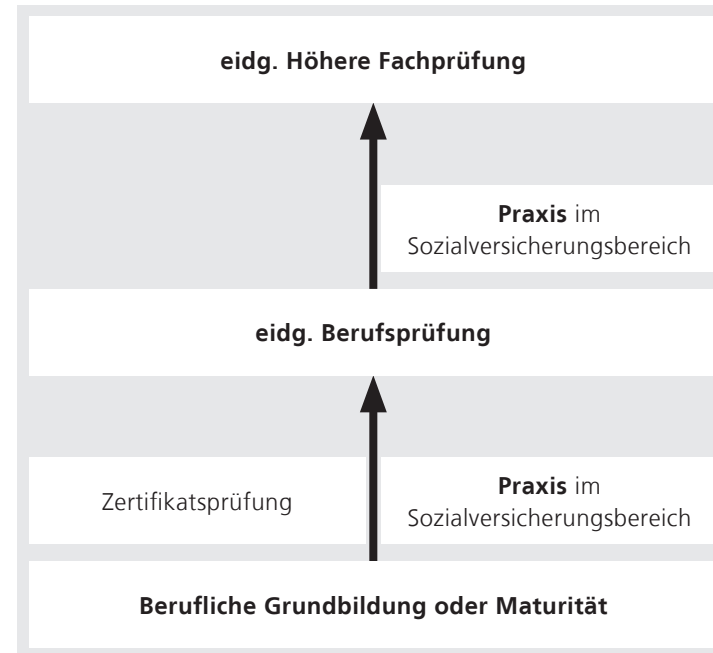 eidg. Höhere Fachprüfung
Praxis im
Sozialversicherungsbereich
eidg. Berufsprüfung
Zertifikatsprüfung
Praxis im
Sozialversicherungsbereich
Berufliche Grundbildung oder Maturität